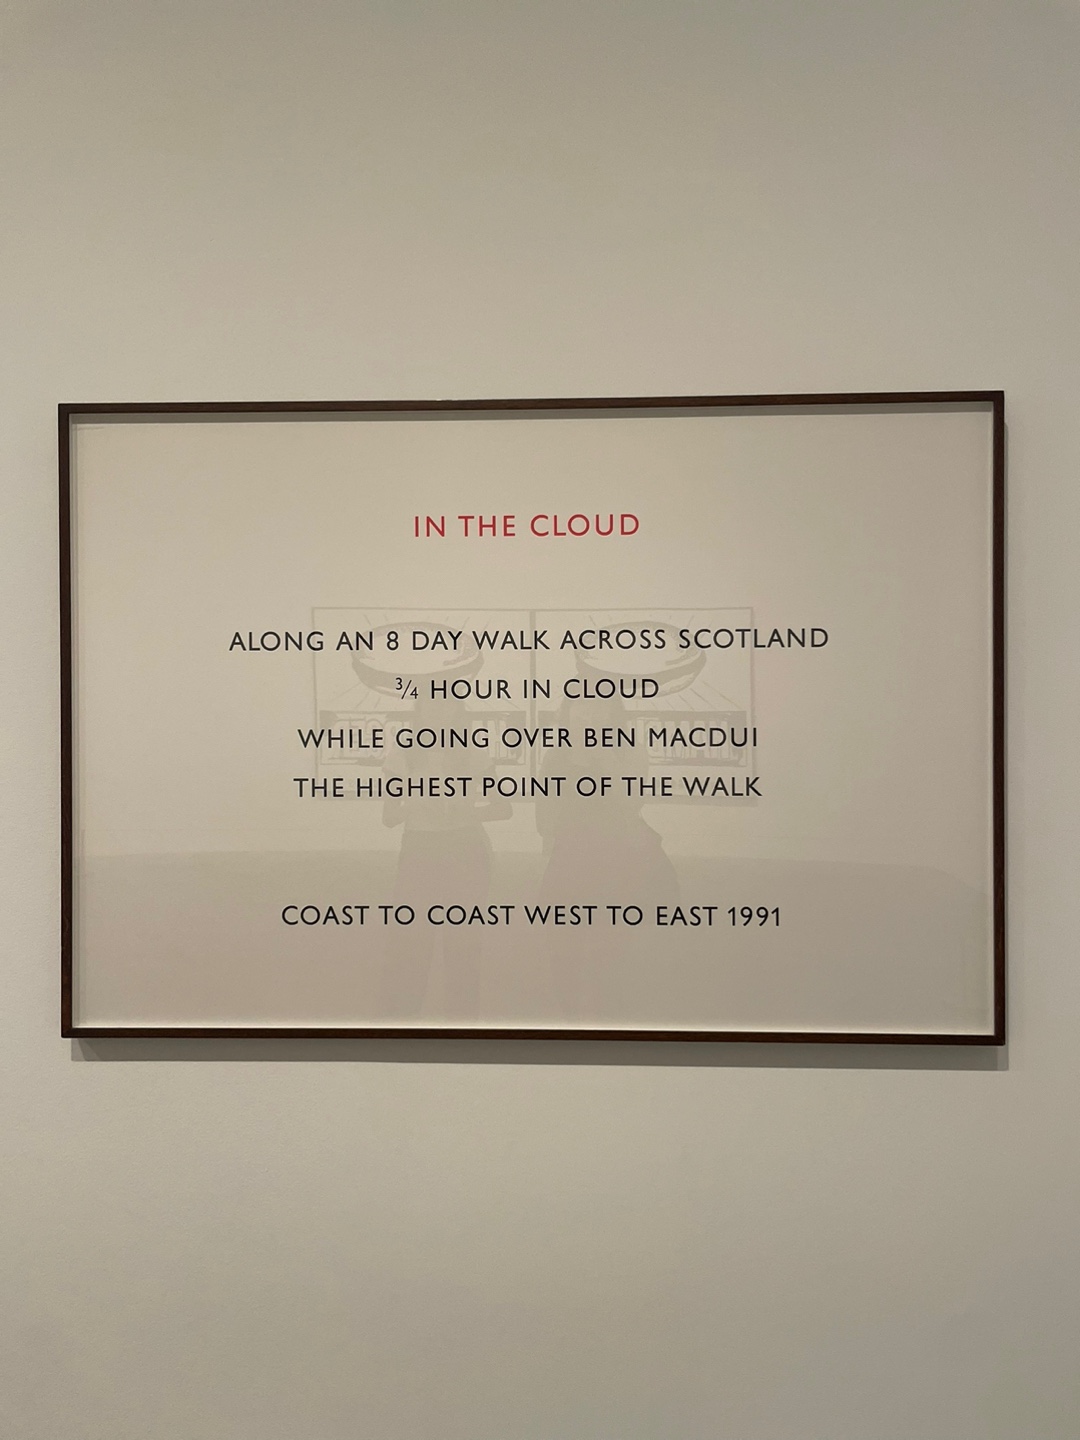 IN THE CLOUD
ALONG AN 8 DAY WALK ACROSS SCOTLAND
¾ HOUR IN CLOUD
WHILE GOING OVER BEN MACDUI
THE HIGHEST POINT OF THE WALK
COAST TO COAST WEST TO EAST 1991